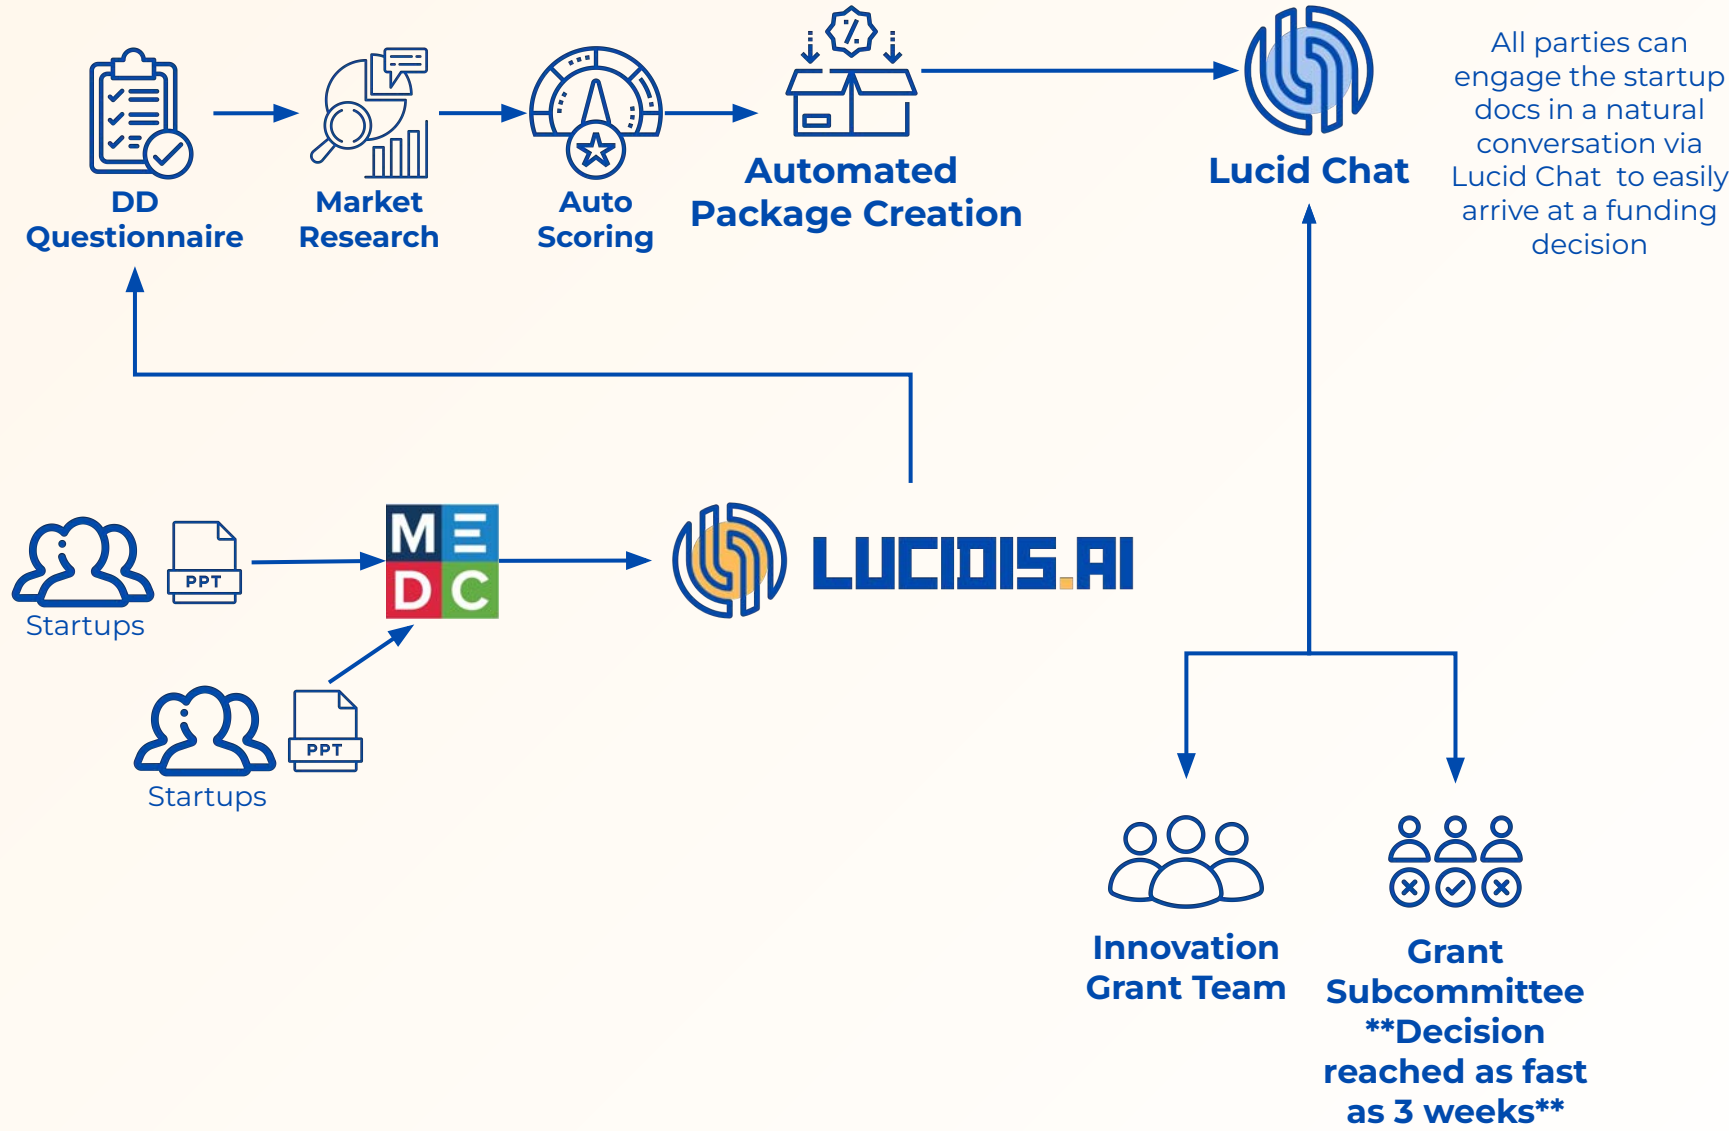 DD
Questionnaire
Market
Research
Auto
Scoring
Automated
Package Creation
Lucid Chat
All parties can
engage the startup
docs in a natural
conversation via
Lucid Chat to easily
arrive at a funding
decision
PPT
Startups
M E
D C
LUCIDIS.AI
PPT
Startups
Innovation
Grant Team
Grant
Subcommittee
**Decision
reached as fast
as 3 weeks**